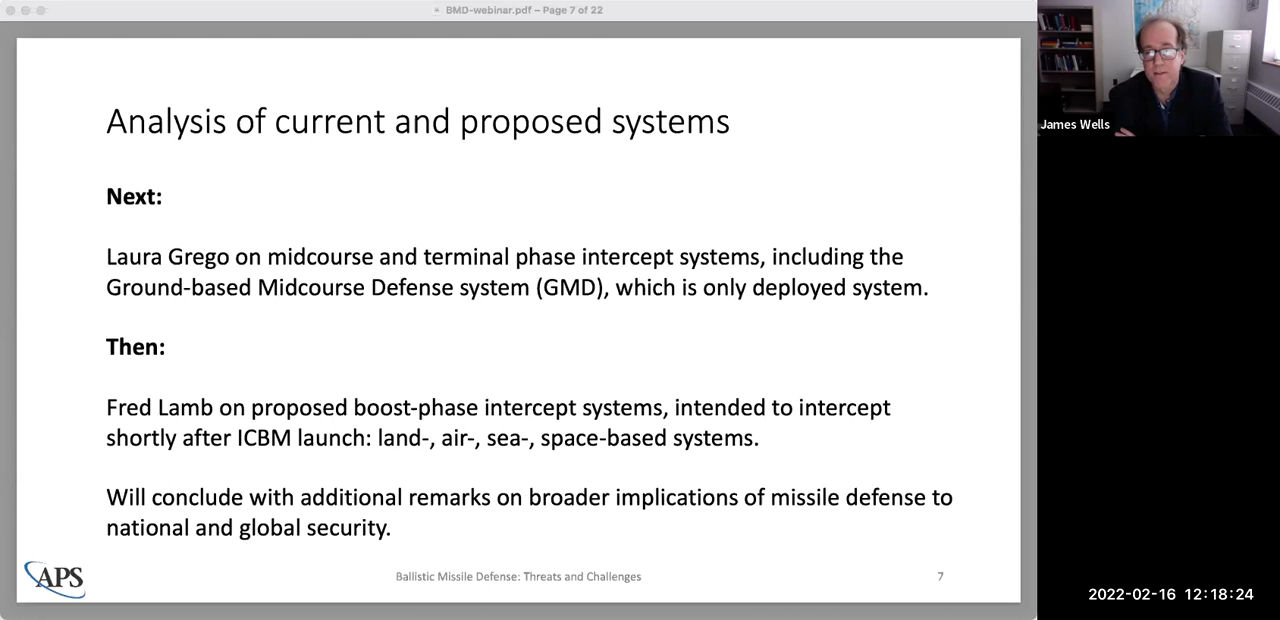 BMD-webinar.pdf – Page 7 of 22
Analysis of current and proposed systems
Next:
Laura Grego on midcourse and terminal phase intercept systems, including the
Ground-based Midcourse Defense system (GMD), which is only deployed system.
Then:
Fred Lamb on proposed boost-phase intercept systems, intended to intercept
shortly after ICBM launch: land-, air-, sea-, space-based systems.
Will conclude with additional remarks on broader implications of missile defense to
national and global security.
APS
Ballistic Missile Defense: Threats and Challenges
7
James Wells
2022-02-16 12:18:24